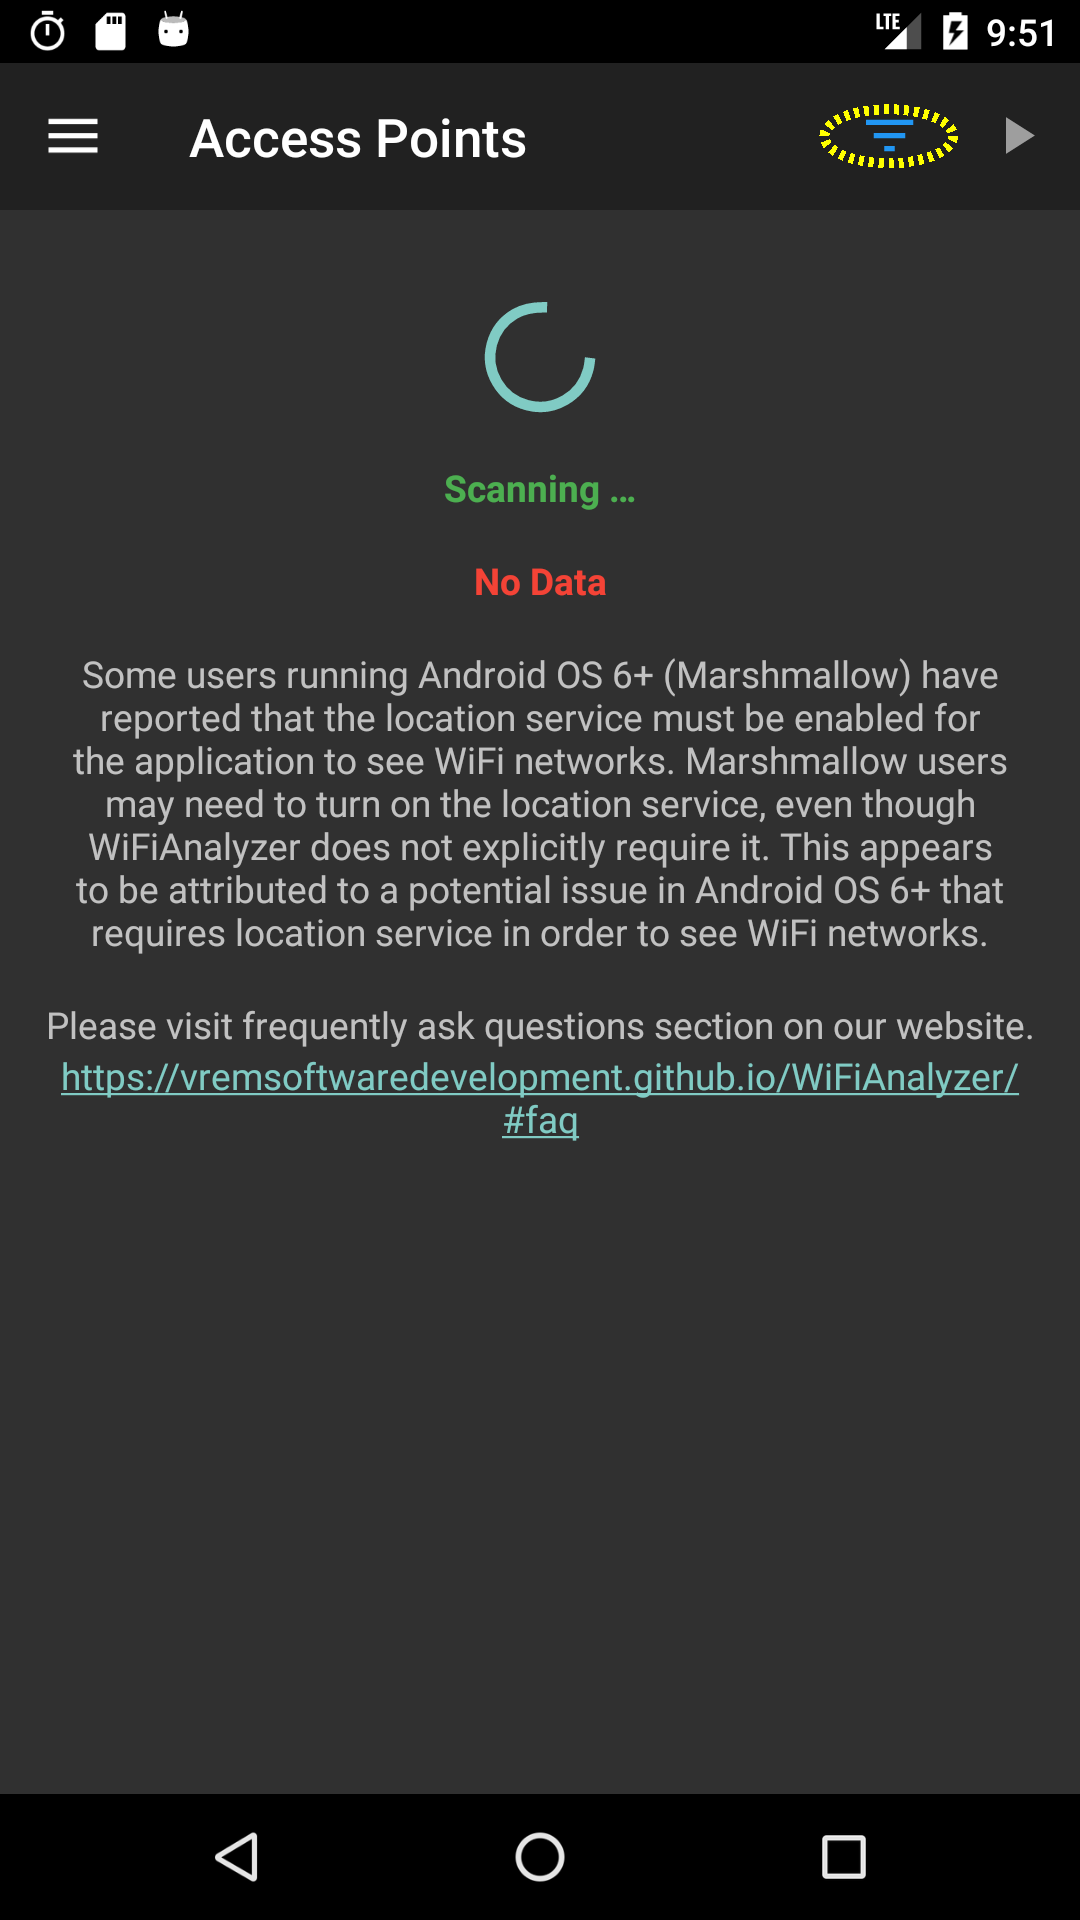 LTE 9:51
Access Points
Scanning ...
No Data
Some users running Android OS 6+ (Marshmallow) have
reported that the location service must be enabled for
the application to see WiFi networks. Marshmallow users
may need to turn on the location service, even though
WiFiAnalyzer does not explicitly require it. This appears
to be attributed to a potential issue in Android OS 6+ that
requires location service in order to see WiFi networks.
Please visit frequently ask questions section on our website.
https://vremsoftwaredevelopment.github.io/WiFiAnalyzer/
#faq